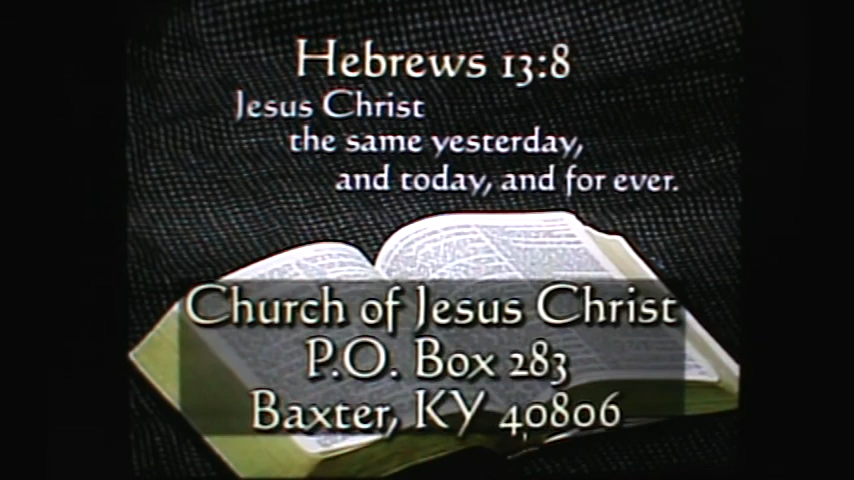 Hebrews 13:8
Jesus Christ
the same yesterday,
and today, and for ever.
Church of Jesus Christ
P.O. Box 283
Baxter, KY 40806